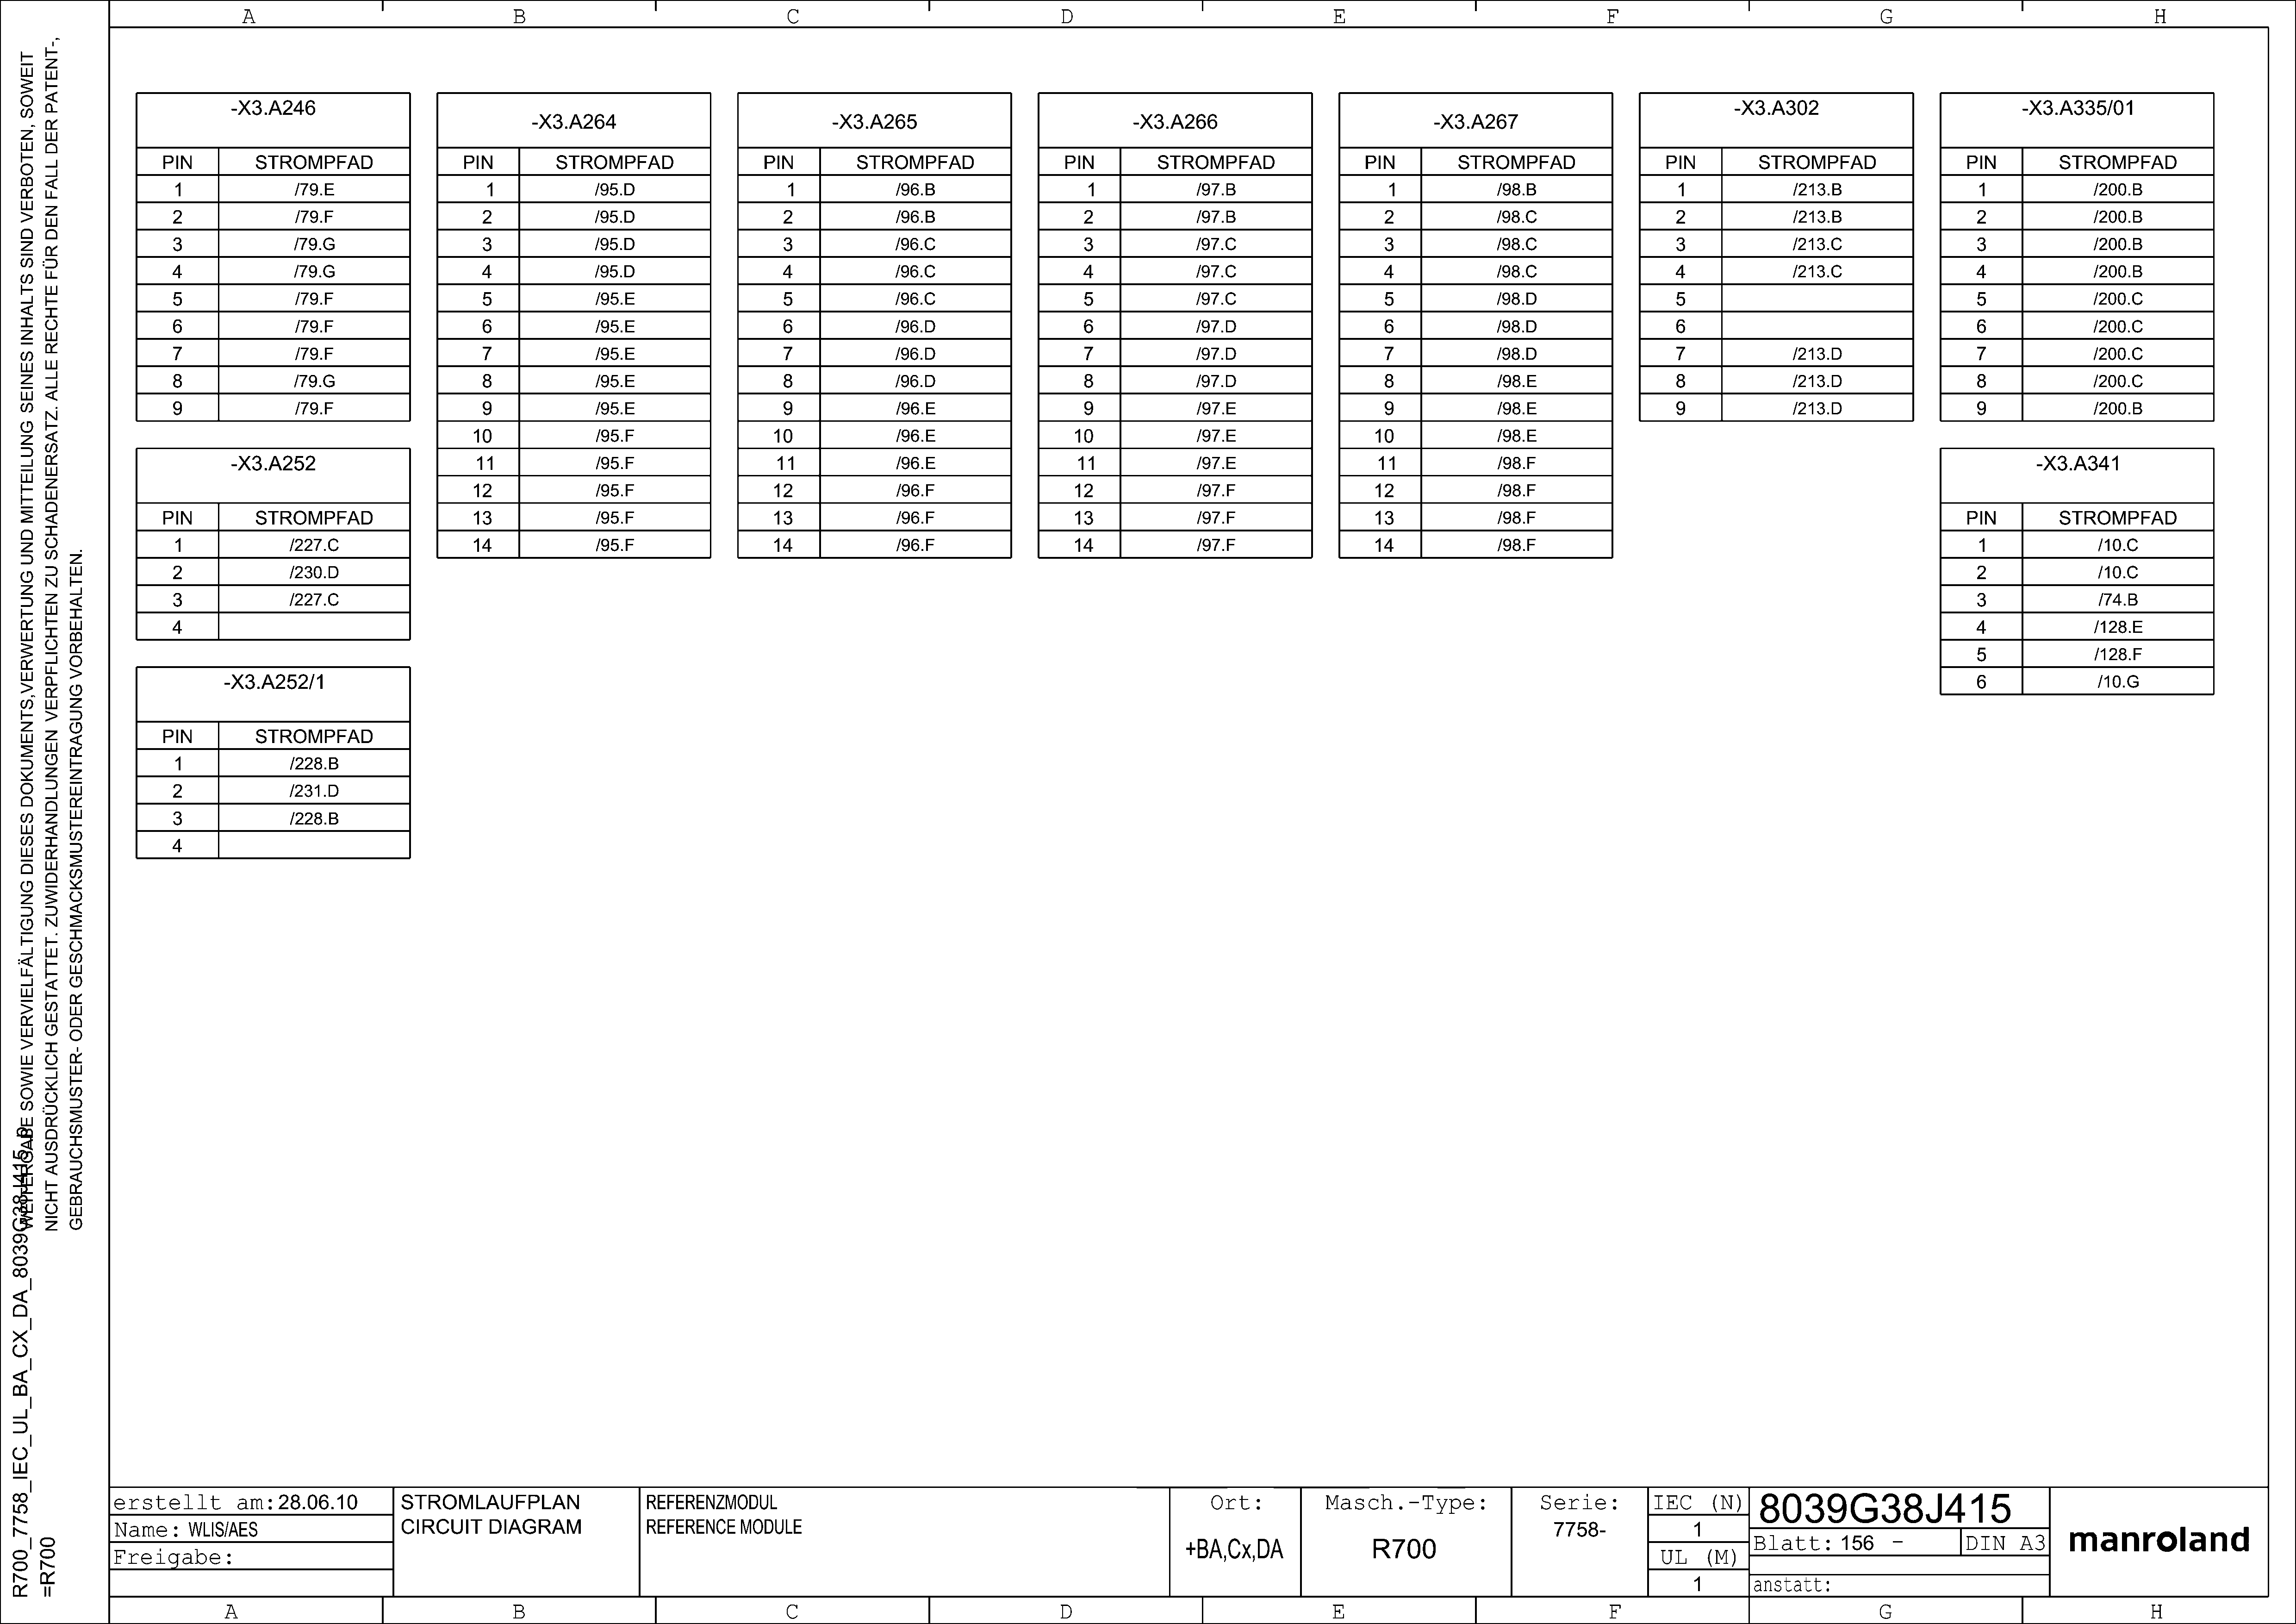 A B C D E F G H
-X3.A246
PIN STROMPFAD
1 /79.E
2 /79.F
3 /79.G
4 /79.G
5 /79.F
6 /79.F
7 /79.F
8 /79.G
9 /79.F
-X3.A252
PIN STROMPFAD
1 /227.C
2 /230.D
3 /227.C
4
-X3.A252/1
PIN STROMPFAD
1 /228.B
2 /231.D
3 /228.B
4
-X3.A264
PIN STROMPFAD
1 /95.D
2 /95.D
3 /95.D
4 /95.D
5 /95.E
6 /95.E
7 /95.E
8 /95.E
9 /95.E
10 /95.F
11 /95.F
12 /95.F
13 /95.F
14 /95.F
-X3.A265
PIN STROMPFAD
1 /96.B
2 /96.B
3 /96.C
4 /96.C
5 /96.C
6 /96.D
7 /96.D
8 /96.D
9 /96.E
10 /96.E
11 /96.E
12 /96.F
13 /96.F
14 /96.F
-X3.A266
PIN STROMPFAD
1 /97.B
2 /97.B
3 /97.C
4 /97.C
5 /97.C
6 /97.D
7 /97.D
8 /97.D
9 /97.E
10 /97.E
11 /97.E
12 /97.F
13 /97.F
14 /97.F
-X3.A267
PIN STROMPFAD
1 /98.B
2 /98.C
3 /98.C
4 /98.C
5 /98.D
6 /98.D
7 /98.D
8 /98.E
9 /98.E
10 /98.E
11 /98.F
12 /98.F
13 /98.F
14 /98.F
-X3.A302
PIN STROMPFAD
1 /213.B
2 /213.B
3 /213.C
4 /213.C
5
6
7 /213.D
8 /213.D
9 /213.D
-X3.A335/01
PIN STROMPFAD
1 /200.B
2 /200.B
3 /200.B
4 /200.B
5 /200.C
6 /200.C
7 /200.C
8 /200.C
9 /200.B
-X3.A341
PIN STROMPFAD
1 /10.C
2 /10.C
3 /74.B
4 /128.E
5 /128.F
6 /10.G
WEITERGABE SOWIE VERVIELFÄLTIGUNG DIESES DOKUMENTS,VERWERTUNG UND MITTEILUNG SEINES INHALTS SIND VERBOTEN, SOWEIT
NICHT AUSDRÜCKLICH GESTATTET. ZUWIDERHANDLUNGEN VERPFLICHTEN ZU SCHADENERSATZ. ALLE RECHTE FÜR DEN FALL DER PATENT-,
GEBRAUCHSMUSTER- ODER GESCHMACKSMUSTEREINTRAGUNG VORBEHALTEN.
R700_7758_IEC_UL_BA_CX_DA_8039G38J415_p
=R700
erstellt am: 28.06.10
Name: WLIS/AES
Freigabe:
STROMLAUFPLAN
CIRCUIT DIAGRAM
REFERENZMODUL
REFERENCE MODULE
Ort:
+BA,Cx,DA
Masch.-Type:
R700
Serie:
7758-
IEC (N)
1
UL (M)
1
8039G38J415
Blatt: 156 - DIN A3
anstatt:
manroland
A B C D E F G H